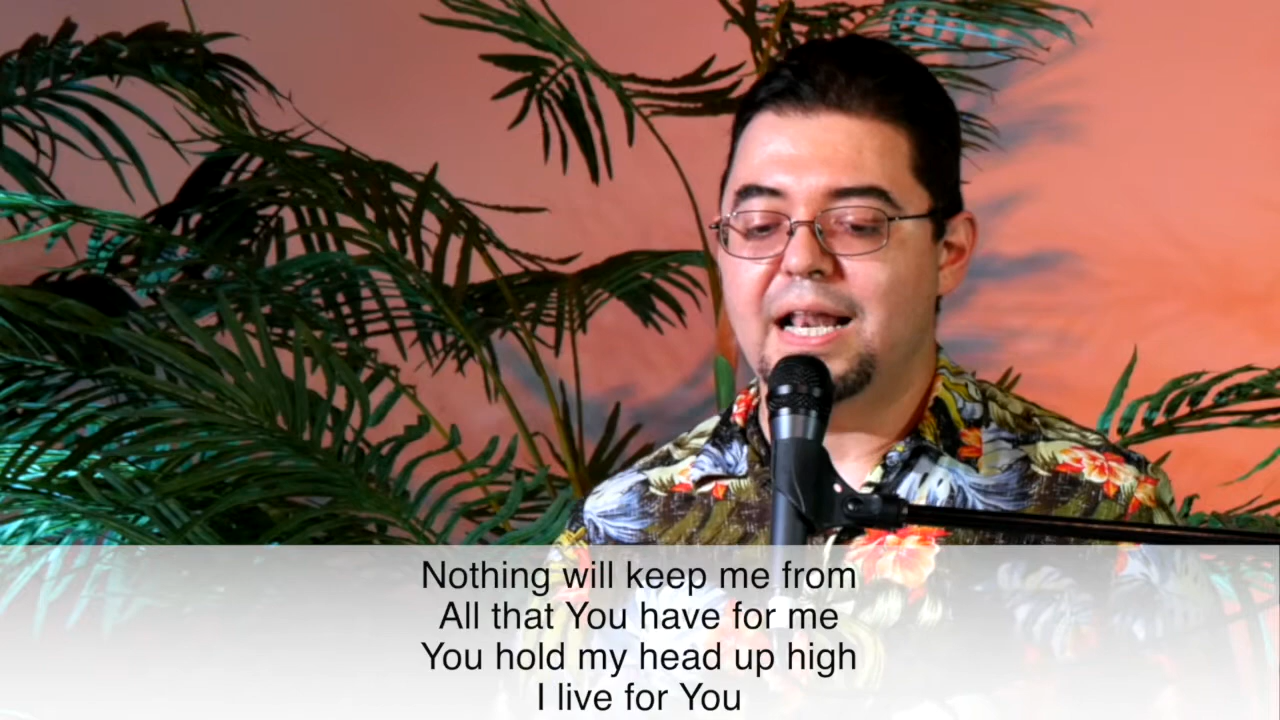 Nothing will keep me from
All that You have for me
You hold my head up high
I live for You